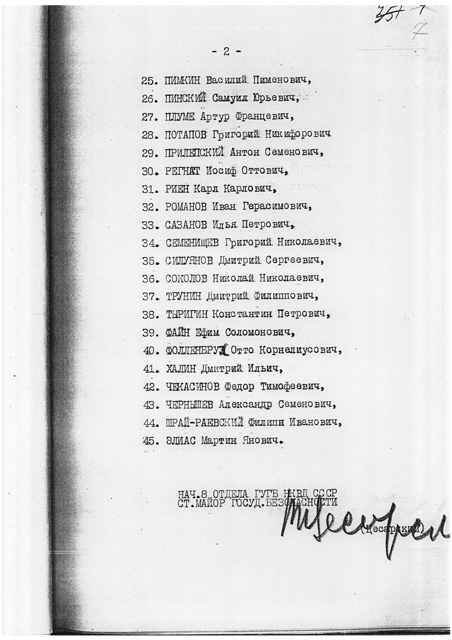 351
7
- 2 -
25. ПИМКИН Василий Пименович,
26. ПИНСКИЙ Самуил Юрьевич,
27. ПЛУМЕ Артур Францевич,
28. ПОТАПОВ Григорий Никифорович
29. ПРИЛЕПСКИЙ Антон Семенович,
30. РЕГНАТ Иосиф Оттович,
31. РИЕН Карл Карлович,
32. РОМАНОВ Иван Герасимович,
33. САЗАНОВ Илья Петрович,
34. СЕМЕНИЩЕВ Григорий Николаевич,
35. СИЛУЯНОВ Дмитрий Сергеевич,
36. СОКОЛОВ Николай Николаевич,
37. ТРУНИН Дмитрий Филиппович,
38. ТЫРИГИН Константин Петрович,
39. ФАЙН Ефим Соломонович,
40. Отто Корнелиусович,
41. ХАЛИН Дмитрий Ильич,
42. ЧЕКАСИНОВ Федор Тимофеевич,
43. ЧЕРНЫШЕВ Александр Семенович,
44. ШРАЙ-РАЕВСКИЙ Филипп Иванович,
45. ЭЛИАС Мартин Янович.
НАЧ.8 ОТДЕЛА ГУГБ НКВД СССР
СТ.МАЙОР ГОСУД.БЕЗОПАСНОСТИ
(Цесарский)